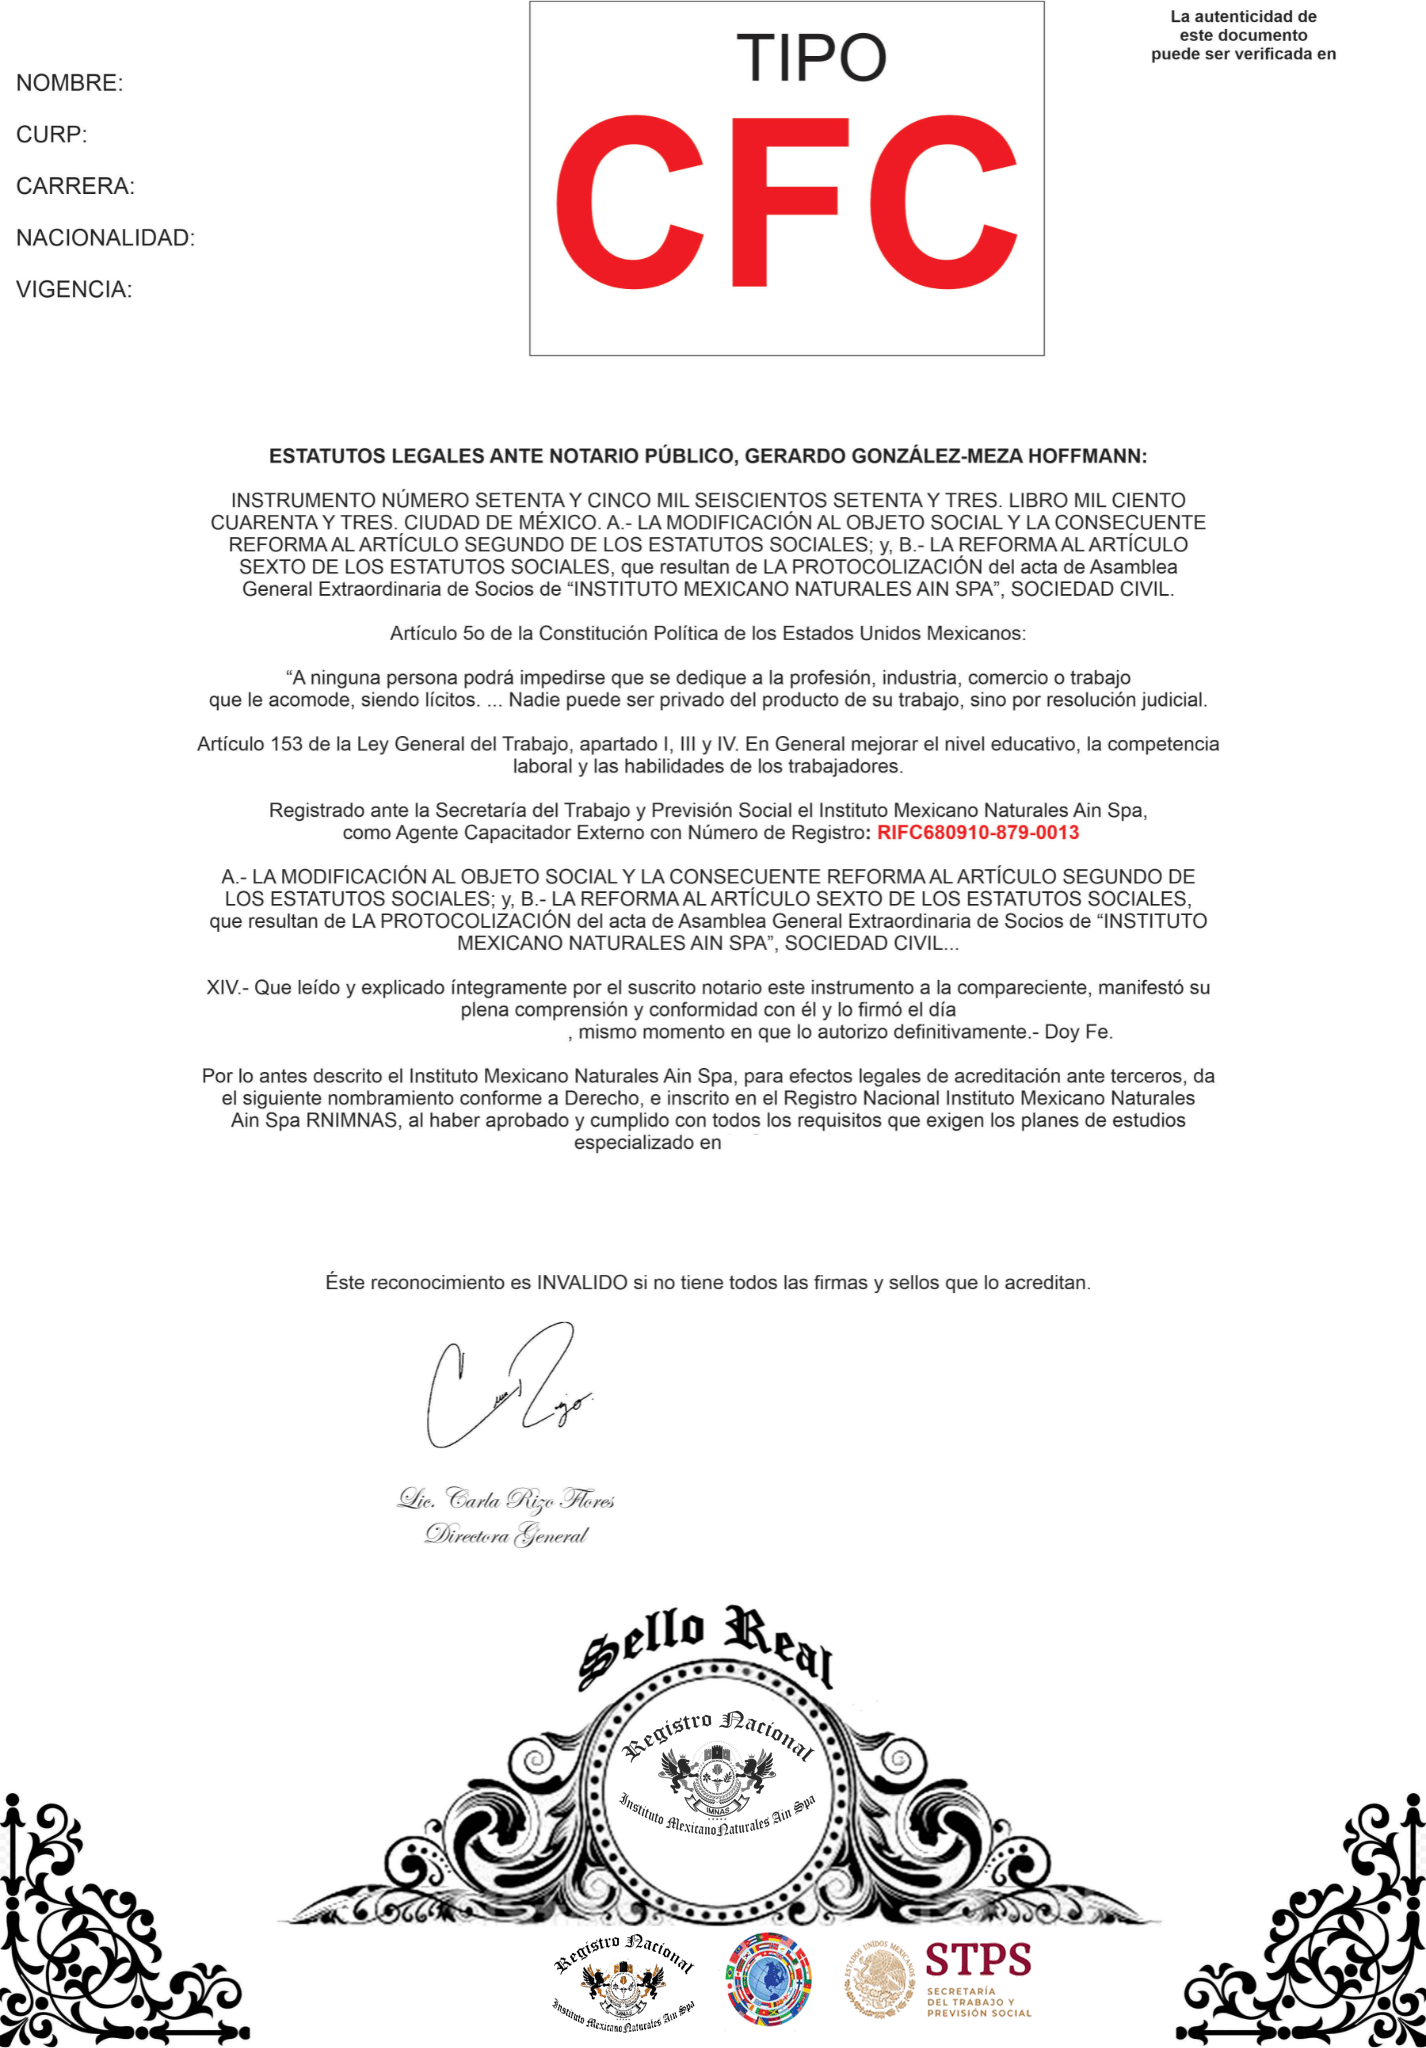 La autenticidad de
este documento
puede ser verificada en
TIPO
CFC
NOMBRE:
CURP:
CARRERA:
NACIONALIDAD:
VIGENCIA:
ESTATUTOS LEGALES ANTE NOTARIO PÚBLICO, GERARDO GONZÁLEZ-MEZA HOFFMANN:
INSTRUMENTO NÚMERO SETENTA Y CINCO MIL SEISCIENTOS SETENTA Y TRES. LIBRO MIL CIENTO
CUARENTA Y TRES. CIUDAD DE MÉXICO. A.- LA MODIFICACIÓN AL OBJETO SOCIAL Y LA CONSECUENTE
REFORMA AL ARTÍCULO SEGUNDO DE LOS ESTATUTOS SOCIALES; y, B.- LA REFORMA AL ARTÍCULO
SEXTO DE LOS ESTATUTOS SOCIALES, que resultan de LA PROTOCOLIZACIÓN del acta de Asamblea
General Extraordinaria de Socios de “INSTITUTO MEXICANO NATURALES AIN SPA”, SOCIEDAD CIVIL.
Artículo 5o de la Constitución Política de los Estados Unidos Mexicanos:
“A ninguna persona podrá impedirse que se dedique a la profesión, industria, comercio o trabajo
que le acomode, siendo lícitos. ... Nadie puede ser privado del producto de su trabajo, sino por resolución judicial.
Artículo 153 de la Ley General del Trabajo, apartado I, III y IV. En General mejorar el nivel educativo, la competencia
laboral y las habilidades de los trabajadores.
Registrado ante la Secretaría del Trabajo y Previsión Social el Instituto Mexicano Naturales Ain Spa,
como Agente Capacitador Externo con Número de Registro: RIFC680910-879-0013
A.- LA MODIFICACIÓN AL OBJETO SOCIAL Y LA CONSECUENTE REFORMA AL ARTÍCULO SEGUNDO DE
LOS ESTATUTOS SOCIALES; y, B.- LA REFORMA AL ARTÍCULO SEXTO DE LOS ESTATUTOS SOCIALES,
que resultan de LA PROTOCOLIZACIÓN del acta de Asamblea General Extraordinaria de Socios de “INSTITUTO
MEXICANO NATURALES AIN SPA”, SOCIEDAD CIVIL...
XIV.- Que leído y explicado íntegramente por el suscrito notario este instrumento a la compareciente, manifestó su
plena comprensión y conformidad con él y lo firmó el día
, mismo momento en que lo autorizo definitivamente.- Doy Fe.
Por lo antes descrito el Instituto Mexicano Naturales Ain Spa, para efectos legales de acreditación ante terceros, da
el siguiente nombramiento conforme a Derecho, e inscrito en el Registro Nacional Instituto Mexicano Naturales
Ain Spa RNIMNAS, al haber aprobado y cumplido con todos los requisitos que exigen los planes de estudios
especializado en
Éste reconocimiento es INVALIDO si no tiene todos las firmas y sellos que lo acreditan.
Lic. Carla Rizo Flores
Directora General
Sello Real
Registro Nacional
IMNAS
Instituto Mexicano Naturales Ain Spa
Registro Nacional
Instituto Mexicano Naturales Ain Spa
ESTADOS UNIDOS MEXICANOS
STPS
SECRETARÍA
DEL TRABAJO Y
PREVISIÓN SOCIAL